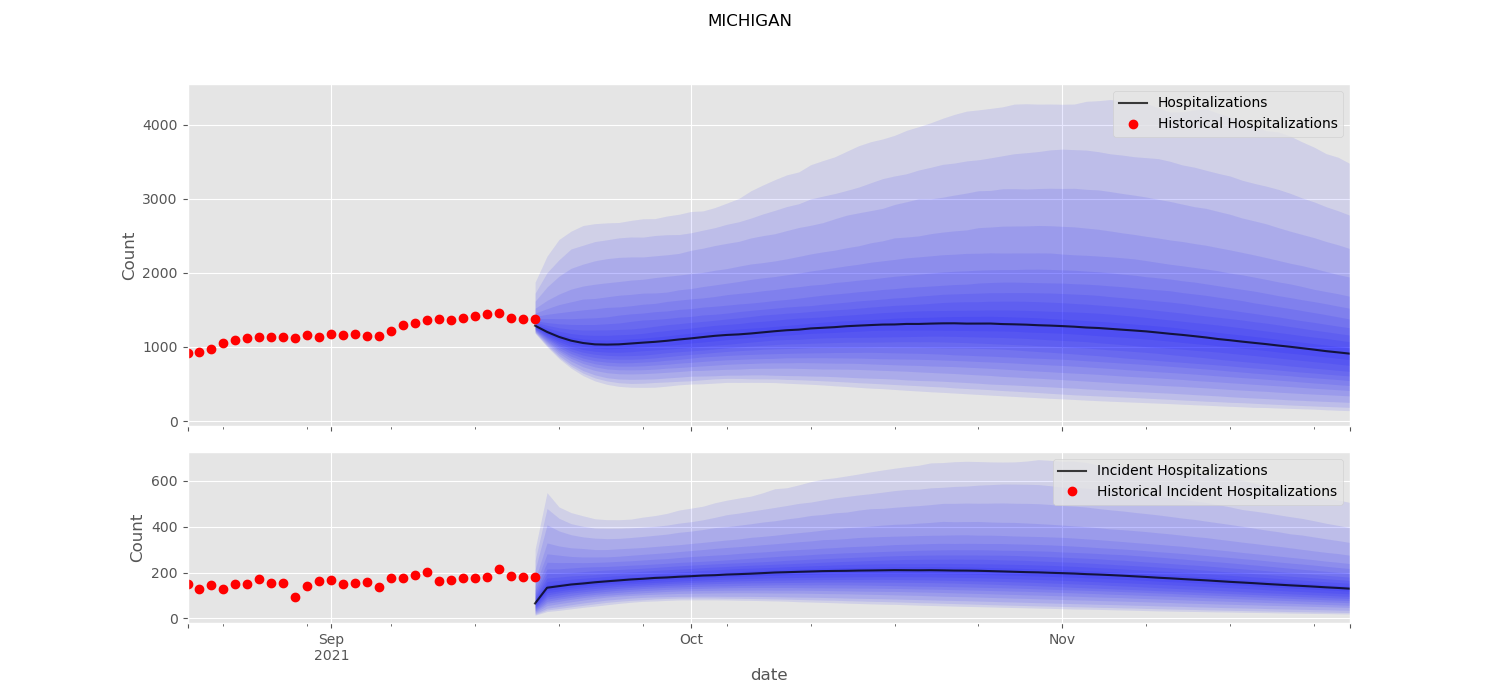 MICHIGAN
Hospitalizations
Historical Hospitalizations
4000
3000
2000
1000
0
Count
Incident Hospitalizations
Historical Incident Hospitalizations
600
400
200
0
Count
Sep
2021
Oct
Nov
date